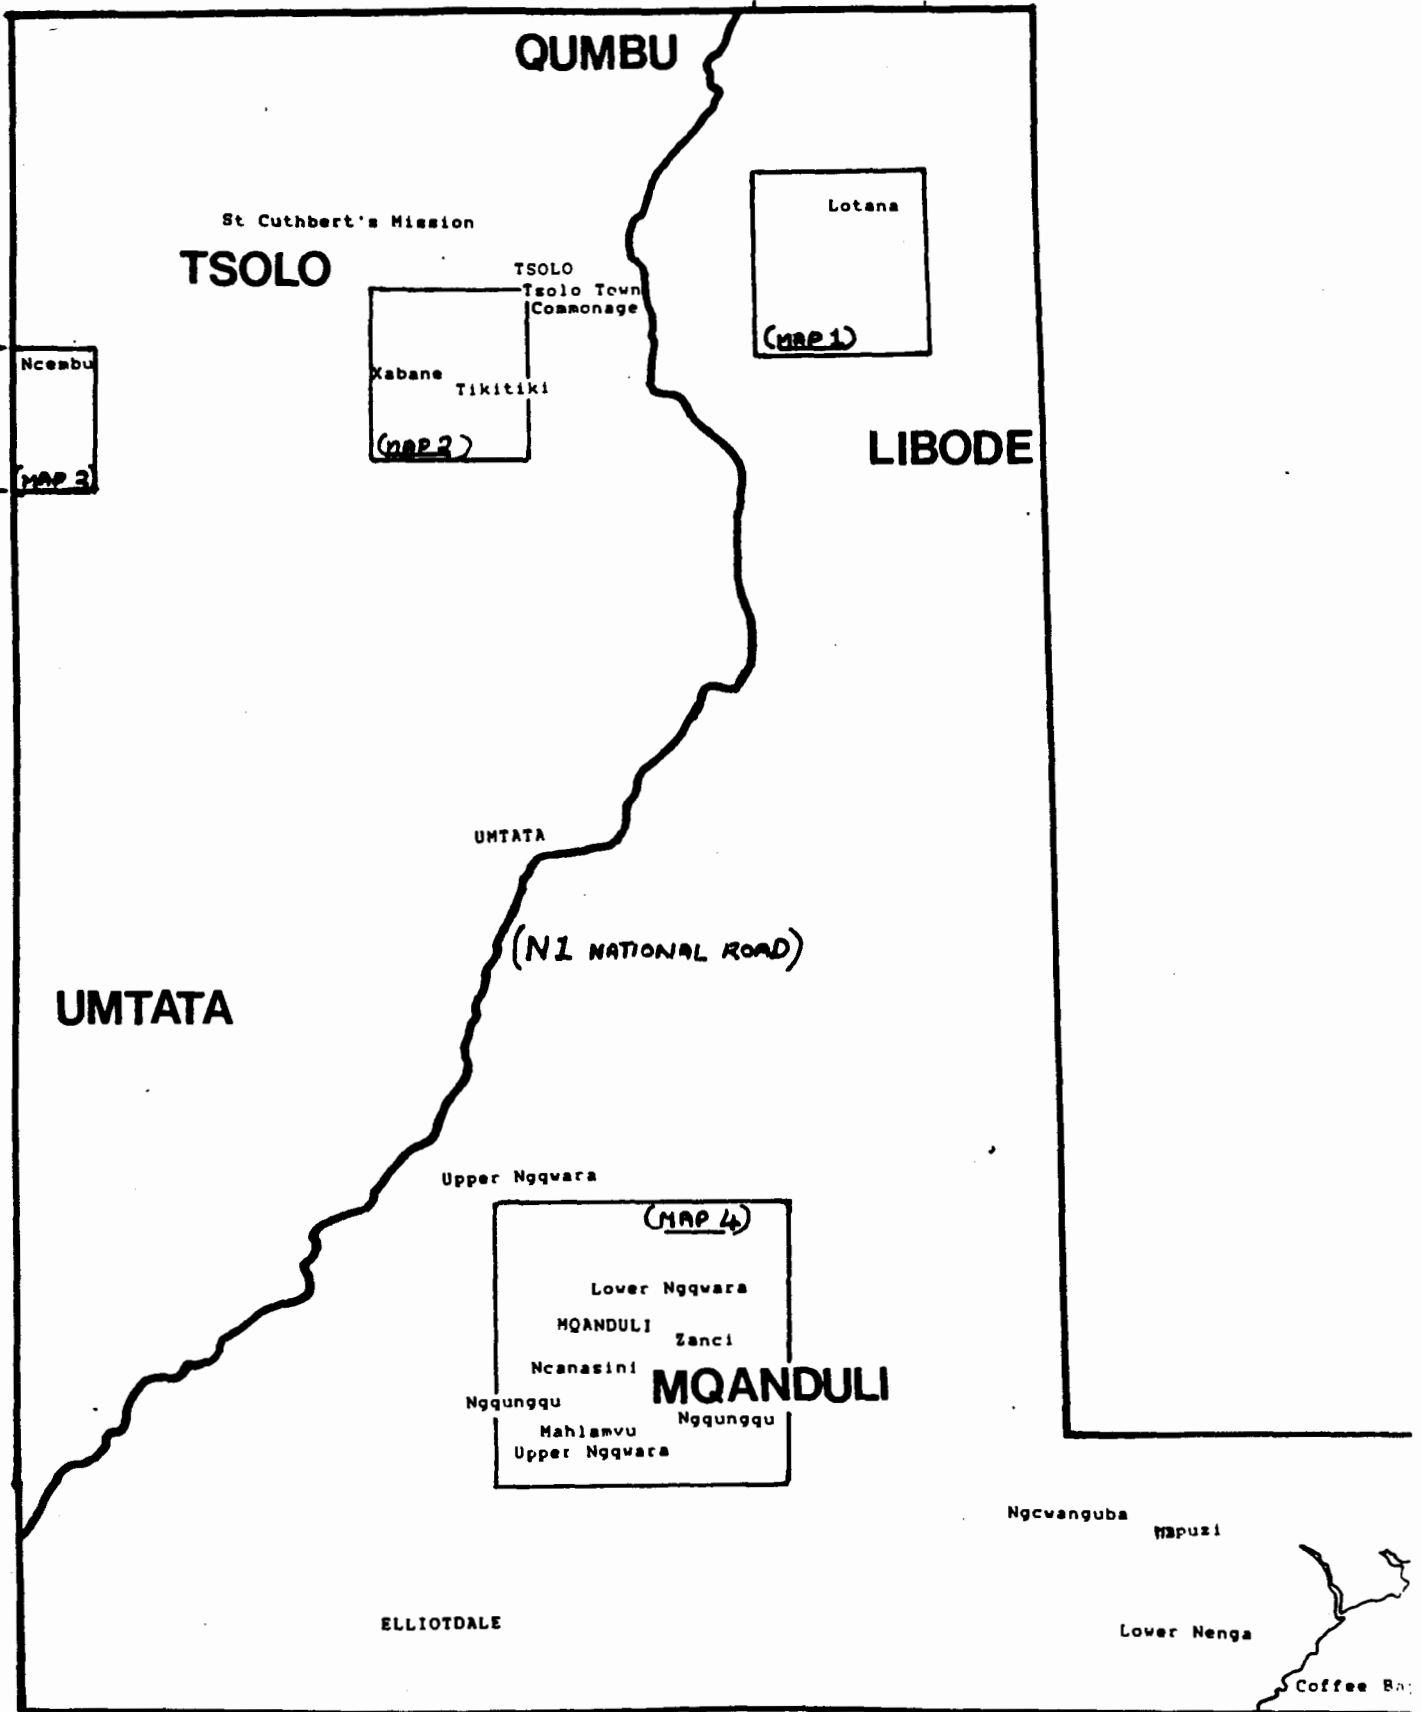 QUMBU
Lotana
St Cuthbert's Mission
TSOLO
TSOLO
Tsolo Town
Commonage
(MAP 1)
Ncembu
Xabane
Tikitiki
(MAP 2)
LIBODE
(MAP 3)
UMTATA
(N1 NATIONAL ROAD)
UMTATA
Upper Ngqwara
(MAP 4)
Lower Ngqwara
MQANDULI
Zanci
Ncanasini
MQANDULI
Ngqungqu
Ngqungqu
Mahlamvu
Upper Ngqwara
Ngcwanguba
Mapuzi
ELLIOTDALE
Lower Nenga
Coffee Ba